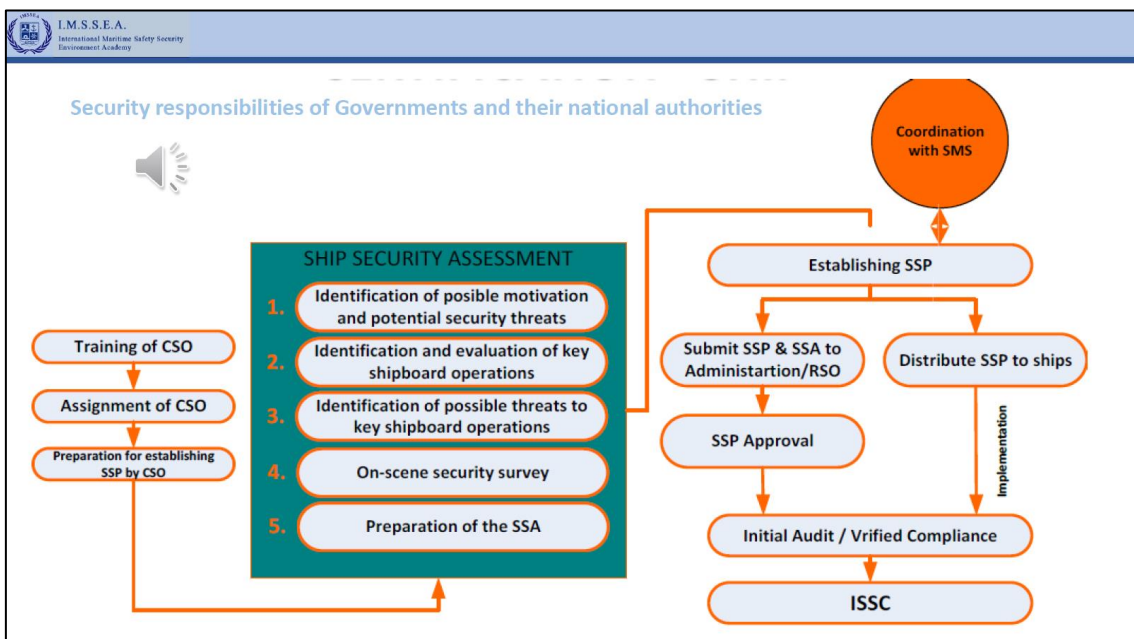 IMSSEA
I.M.S.S.E.A.
International Maritime Safety Security
Environment Academy
Security responsibilities of Governments and their national authorities
Coordination
with SMS
SHIP SECURITY ASSESSMENT
1.
Identification of posible motivation
and potential security threats
2.
Identification and evaluation of key
shipboard operations
3.
Identification of possible threats to
key shipboard operations
4.
On-scene security survey
5.
Preparation of the SSA
Training of CSO
Assignment of CSO
Preparation for establishing
SSP by CSO
Establishing SSP
Submit SSP & SSA to
Administartion/RSO
Distribute SSP to ships
SSP Approval
Implementation
Initial Audit / Vrified Compliance
ISSC